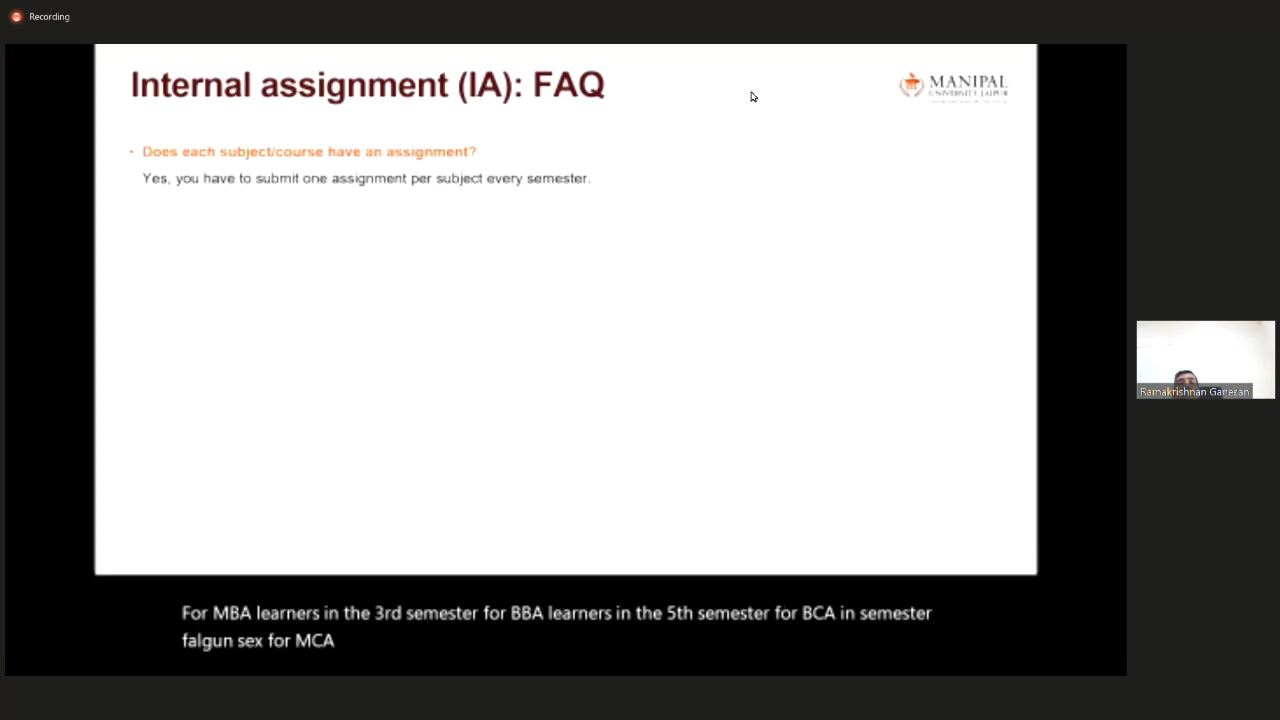 Recording
Internal assignment (IA): FAQ
MANIPAL
UNIVERSITY JAIPUR
• Does each subject/course have an assignment?
Yes, you have to submit one assignment per subject every semester.
Ramakrishnan Ganesan
For MBA learners in the 3rd semester for BBA learners in the 5th semester for BCA in semester
falgun sex for MCA